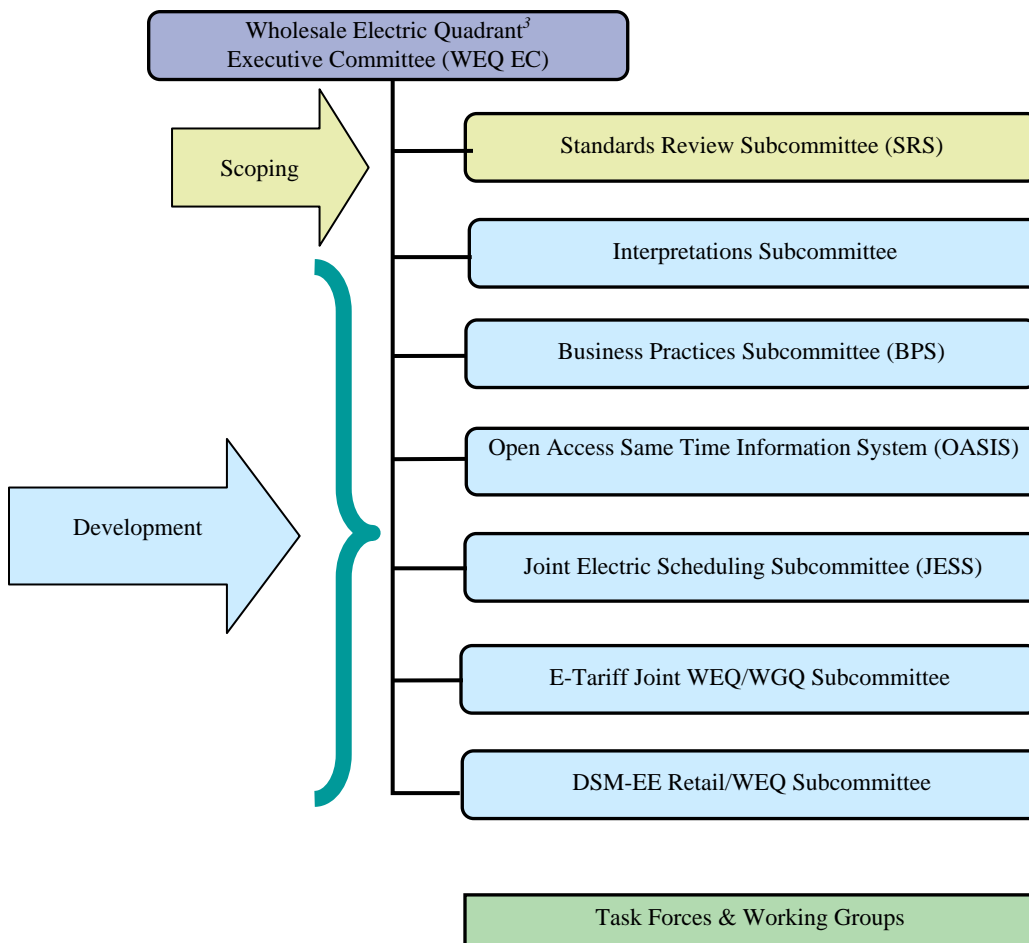 Wholesale Electric Quadrant³
Executive Committee (WEQ EC)
Scoping
Standards Review Subcommittee (SRS)
Interpretations Subcommittee
Business Practices Subcommittee (BPS)
Open Access Same Time Information System (OASIS)
Development
Joint Electric Scheduling Subcommittee (JESS)
E-Tariff Joint WEQ/WGQ Subcommittee
DSM-EE Retail/WEQ Subcommittee
Task Forces & Working Groups